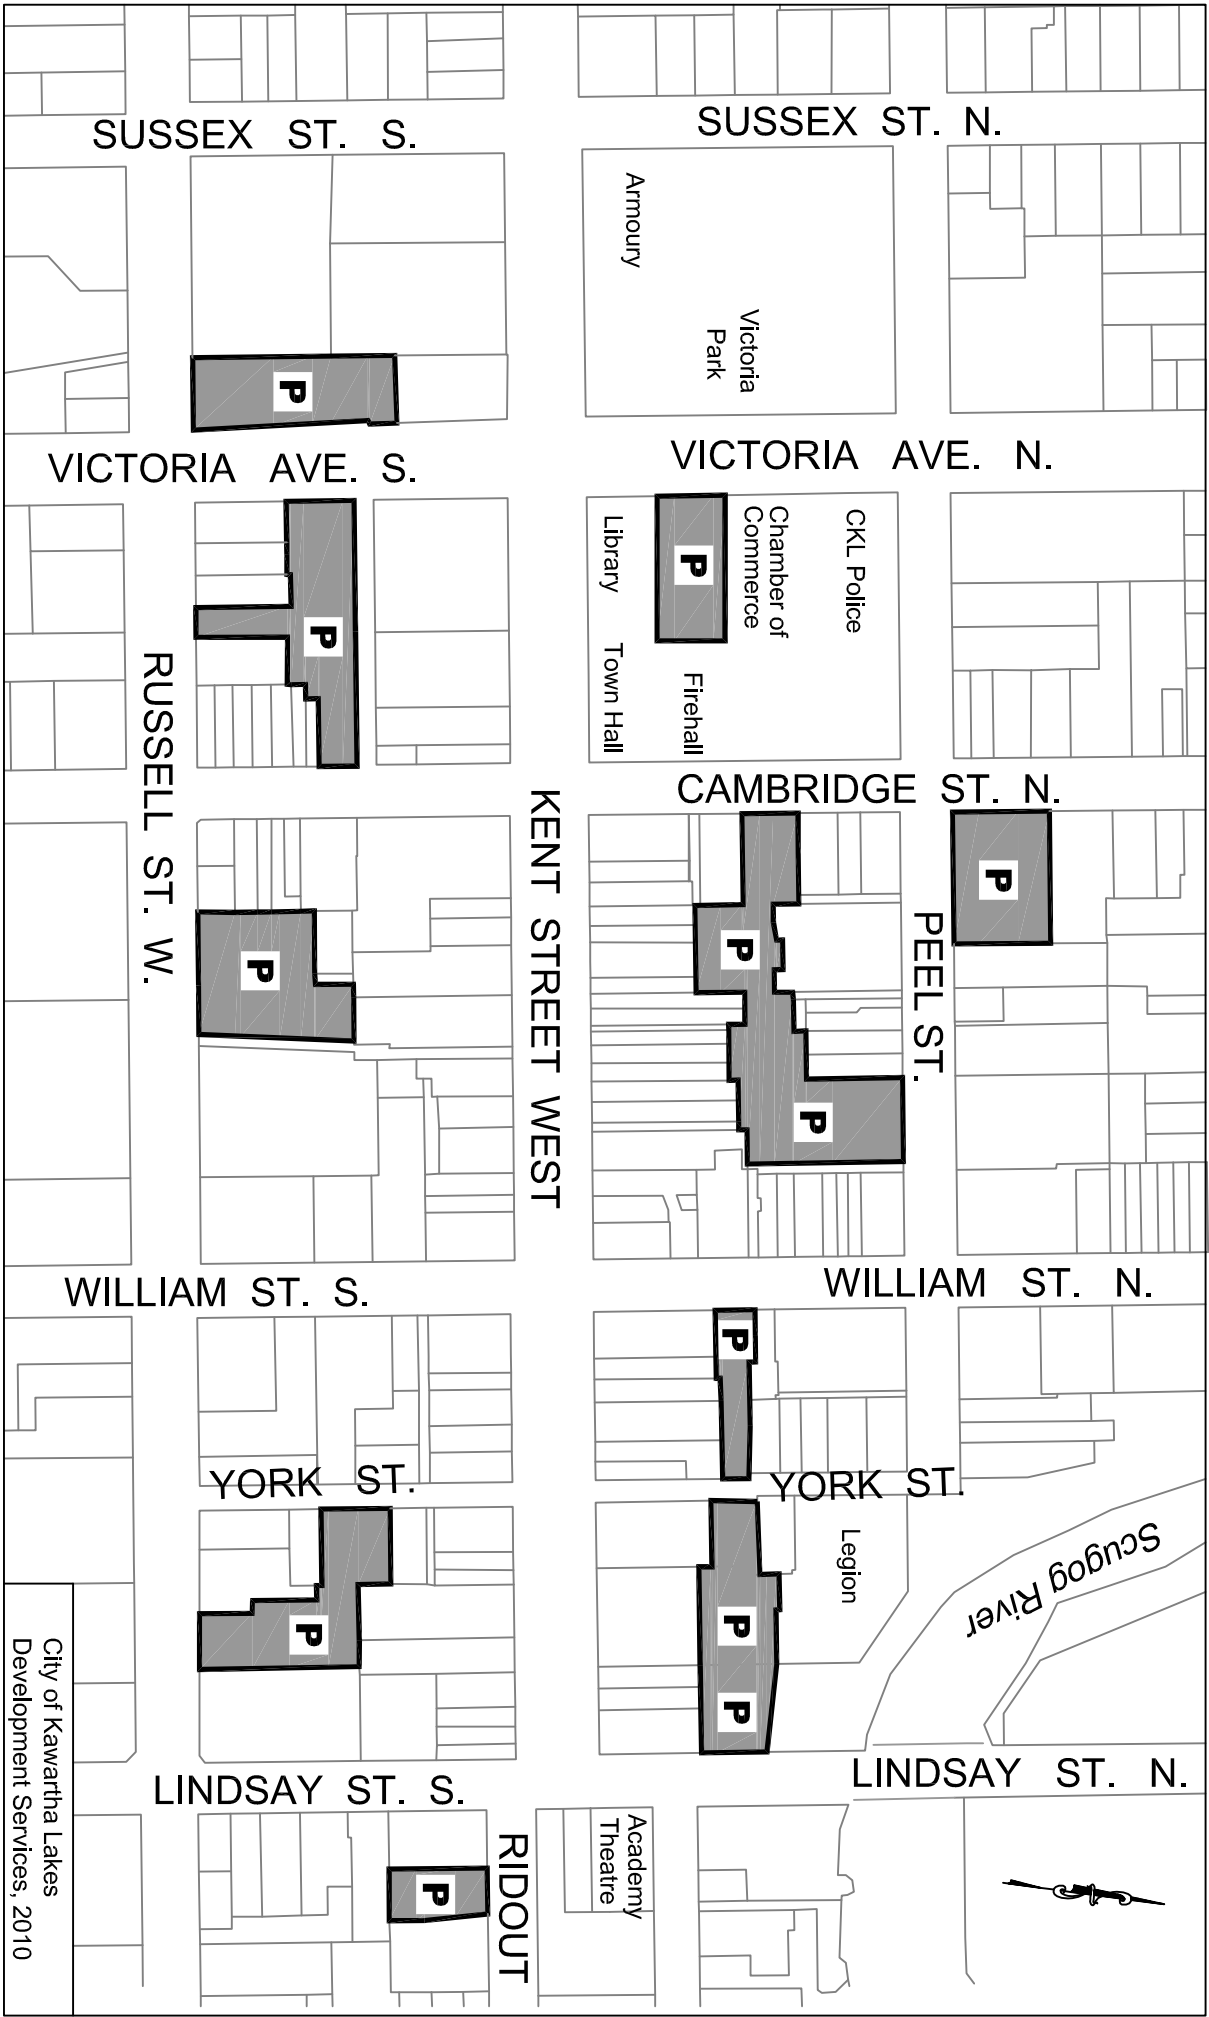 SUSSEX ST. S.
SUSSEX ST. N.
Armoury
Victoria
Park
P
VICTORIA AVE. S.
VICTORIA AVE. N.
P
P
Library
Town Hall
Firehall
Chamber of
Commerce
CKL Police
RUSSELL ST. W.
KENT STREET WEST
CAMBRIDGE ST. N.
PEEL ST.
P
P
P
P
WILLIAM ST. S.
WILLIAM ST. N.
P
YORK ST.
YORK ST.
P
P
P
Legion
Scugog River
LINDSAY ST. S.
LINDSAY ST. N.
P
RIDOUT
Academy
Theatre
City of Kawartha Lakes
Development Services, 2010